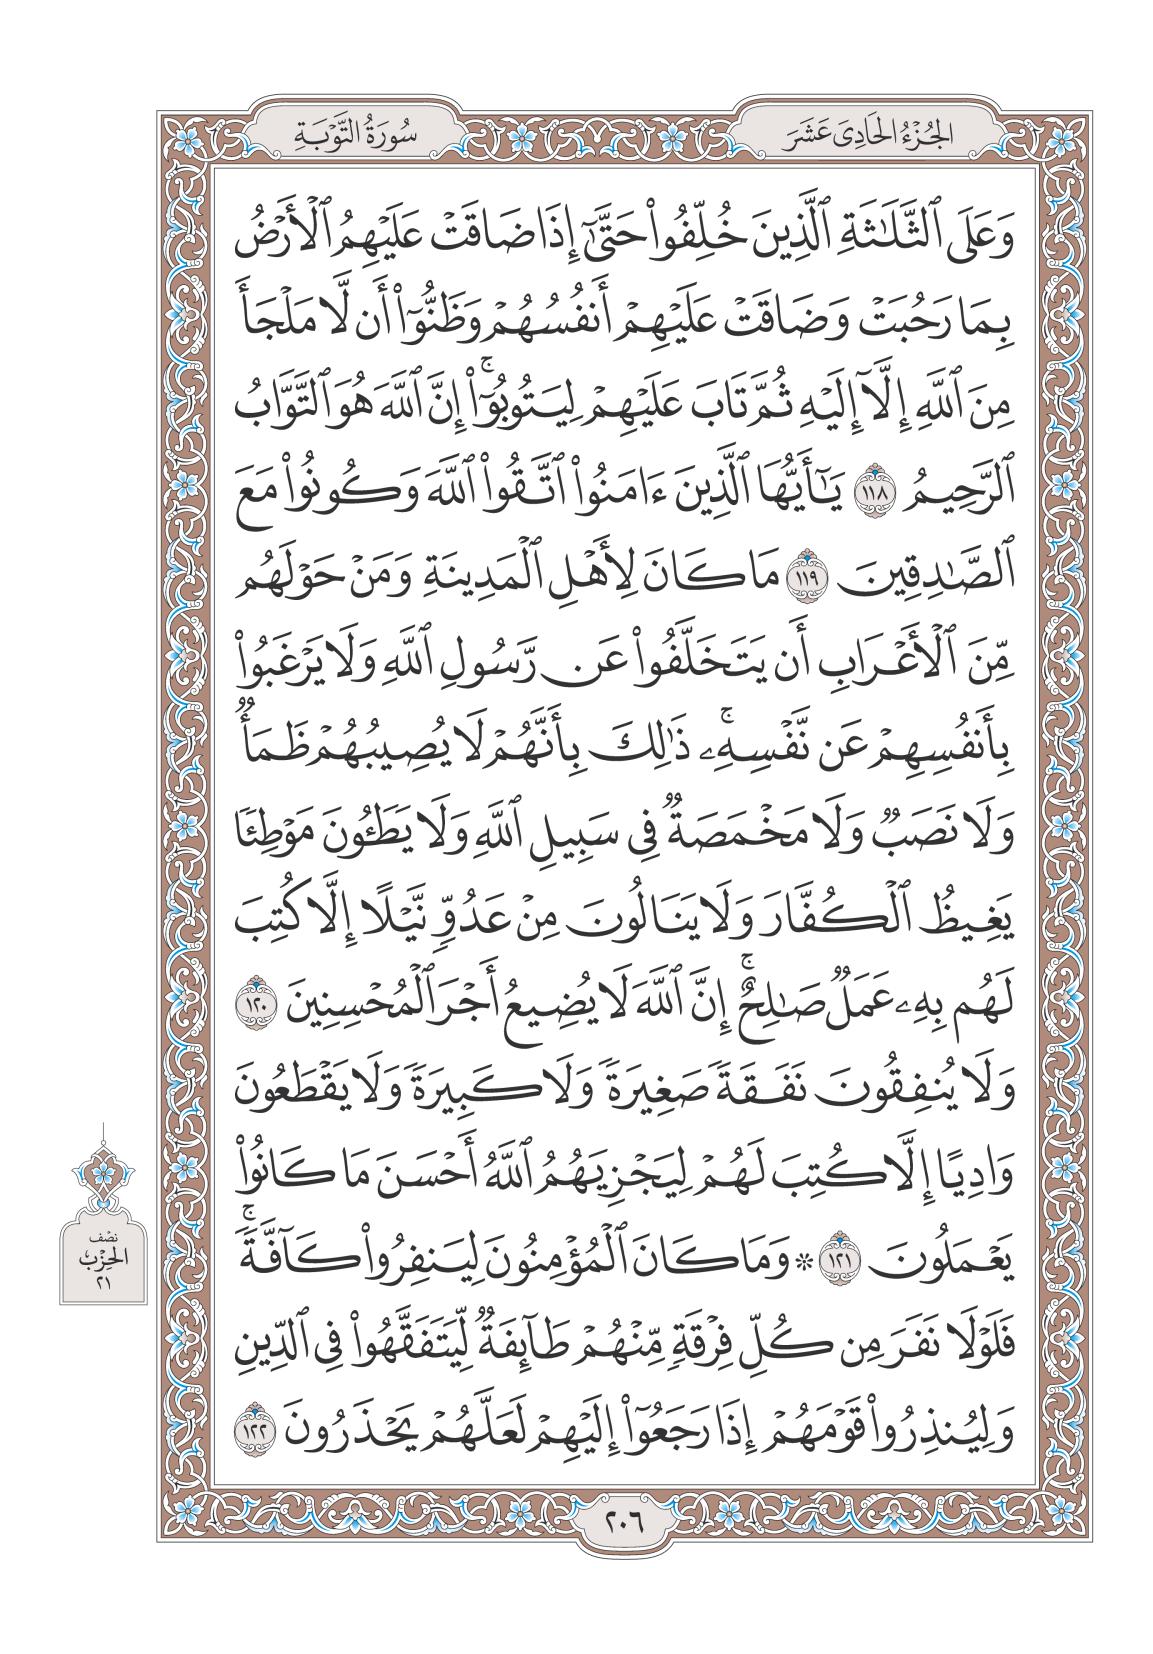 الجُزْءُ الحَادِىَ عَشَرَ
سُورَةُ التَّوْبَةِ
وَعَلَى ٱلثَّلَـٰثَةِ ٱلَّذِينَ خُلِّفُوا۟ حَتَّىٰٓ إِذَا ضَاقَتْ عَلَيْهِمُ ٱلْأَرْضُ
بِمَا رَحُبَتْ وَضَاقَتْ عَلَيْهِمْ أَنفُسُهُمْ وَظَنُّوٓا۟ أَن لَّا مَلْجَأَ
مِنَ ٱللَّهِ إِلَّآ إِلَيْهِ ثُمَّ تَابَ عَلَيْهِمْ لِيَتُوبُوٓا۟ ۚ إِنَّ ٱللَّهَ هُوَ ٱلتَّوَّابُ
ٱلرَّحِيمُ ١١٨ يَـٰٓأَيُّهَا ٱلَّذِينَ ءَامَنُوا۟ ٱتَّقُوا۟ ٱللَّهَ وَكُونُوا۟ مَعَ
ٱلصَّـٰدِقِينَ ١١٩ مَا كَانَ لِأَهْلِ ٱلْمَدِينَةِ وَمَنْ حَوْلَهُم
مِّنَ ٱلْأَعْرَابِ أَن يَتَخَلَّفُوا۟ عَن رَّسُولِ ٱللَّهِ وَلَا يَرْغَبُوا۟
بِأَنفُسِهِمْ عَن نَّفْسِهِۦ ۚ ذَٰلِكَ بِأَنَّهُمْ لَا يُصِيبُهُمْ ظَمَأٌ
وَلَا نَصَبٌ وَلَا مَخْمَصَةٌ فِى سَبِيلِ ٱللَّهِ وَلَا يَطَـُٔونَ مَوْطِئًا
يَغِيظُ ٱلْكُفَّارَ وَلَا يَنَالُونَ مِنْ عَدُوٍّ نَّيْلًا إِلَّا كُتِبَ
لَهُم بِهِۦ عَمَلٌ صَـٰلِحٌ ۚ إِنَّ ٱللَّهَ لَا يُضِيعُ أَجْرَ ٱلْمُحْسِنِينَ ١٢٠
وَلَا يُنفِقُونَ نَفَقَةً صَغِيرَةً وَلَا كَبِيرَةً وَلَا يَقْطَعُونَ
وَادِيًا إِلَّا كُتِبَ لَهُمْ لِيَجْزِيَهُمُ ٱللَّهُ أَحْسَنَ مَا كَانُوا۟
يَعْمَلُونَ ١٢١ ۞ وَمَا كَانَ ٱلْمُؤْمِنُونَ لِيَنفِرُوا۟ كَآفَّةً ۚ
فَلَوْلَا نَفَرَ مِن كُلِّ فِرْقَةٍ مِّنْهُمْ طَآئِفَةٌ لِّيَتَفَقَّهُوا۟ فِى ٱلدِّينِ
وَلِيُنذِرُوا۟ قَوْمَهُمْ إِذَا رَجَعُوٓا۟ إِلَيْهِمْ لَعَلَّهُمْ يَحْذَرُونَ ١٢٢
نصْف
الحِزْب
٢١
٢٠٦